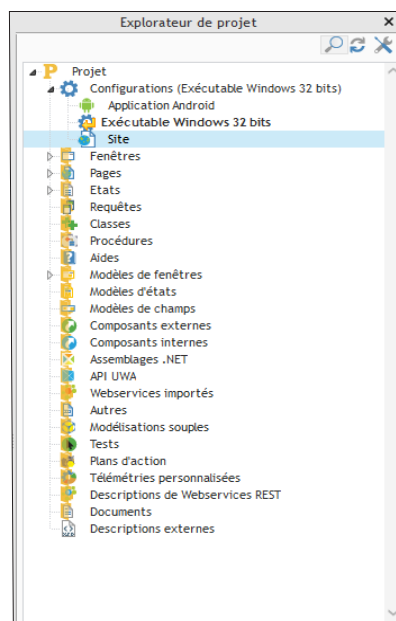 Explorateur de projet
Projet
Configurations (Exécutable Windows 32 bits)
Application Android
Exécutable Windows 32 bits
Site
Fenêtres
Pages
Etats
Requêtes
Classes
Procédures
Aides
Modèles de fenêtres
Modèles d'états
Modèles de champs
Composants externes
Composants internes
Assemblages .NET
API UWA
Webservices importés
Autres
Modélisations souples
Tests
Plans d'action
Télémétries personnalisées
Descriptions de Webservices REST
Documents
Descriptions externes